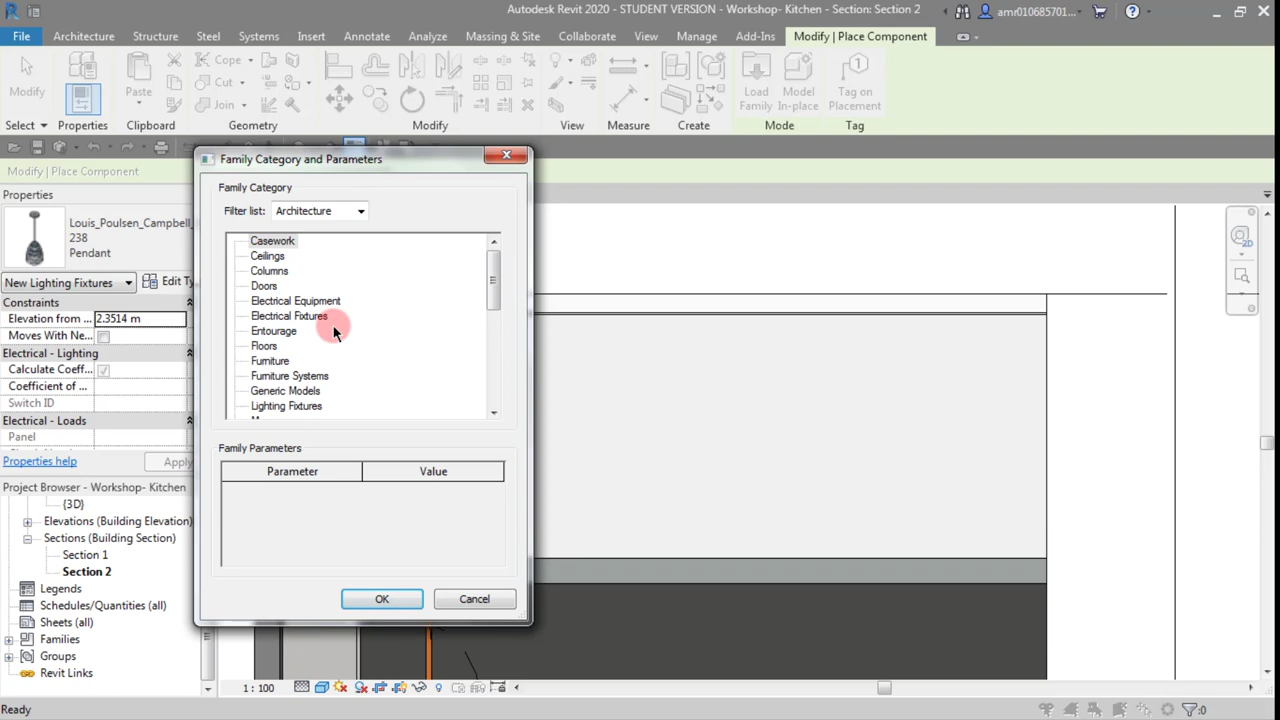 Autodesk Revit 2020 - STUDENT VERSION - Workshop- Kitchen - Section: Section 2
amr010685701...
File Architecture Structure Steel Systems Insert Annotate Analyze Massing & Site Collaborate View Manage Add-Ins Modify | Place Component
Modify
Paste
Cope
Cut
Join
Load Family
Model In-place
Tag on Placement
Select Properties Clipboard Geometry Modify View Measure Create Mode Tag
Modify | Place Component
Properties
Louis_Poulsen_Campbell_
238
Pendant
New Lighting Fixtures Edit Ty
Constraints
Elevation from ... 2.3514 m
Moves With Ne...
Electrical - Lighting
Calculate Coeff...
Coefficient of ...
Switch ID
Electrical - Loads
Panel
Properties help Apply
Project Browser - Workshop- Kitchen
{3D}
Elevations (Building Elevation)
Sections (Building Section)
Section 1
Section 2
Legends
Schedules/Quantities (all)
Sheets (all)
Families
Groups
Revit Links
Family Category and Parameters
Family Category
Filter list: Architecture
Casework
Ceilings
Columns
Doors
Electrical Equipment
Electrical Fixtures
Entourage
Floors
Furniture
Furniture Systems
Generic Models
Lighting Fixtures
Family Parameters
Parameter Value
OK Cancel
2D
1 : 100
Ready
:0